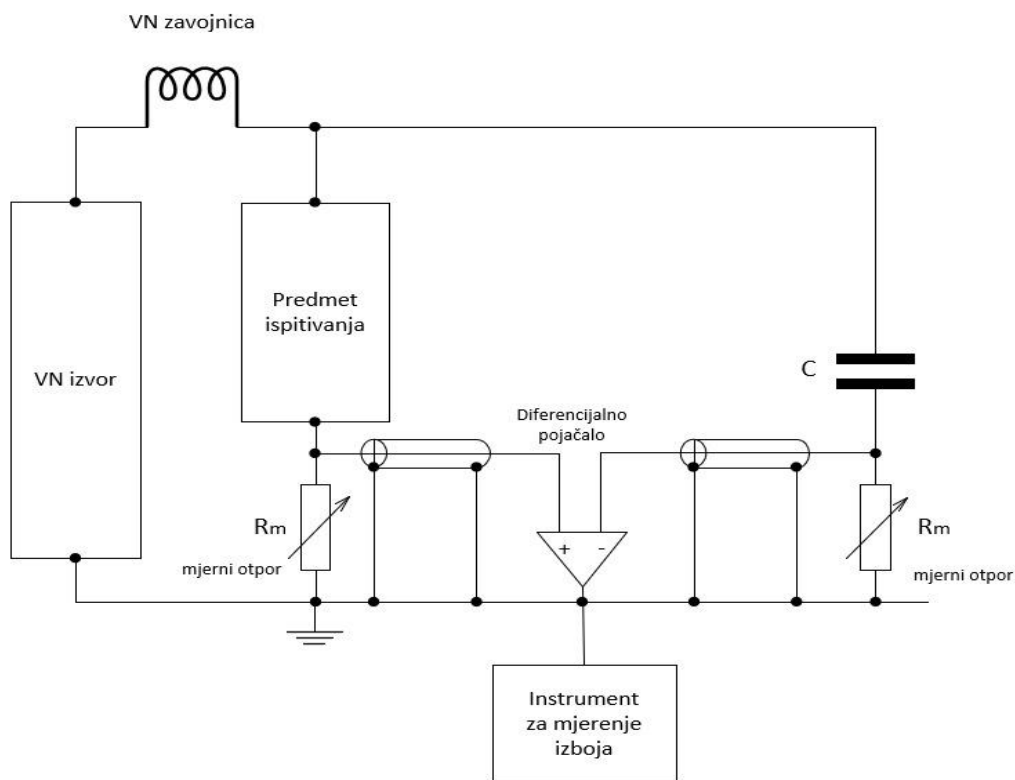 VN zavojnica
VN izvor
Predmet
ispitivanja
C
Diferencijalno
pojačalo
Rm
mjerni otpor
+ -
Rm
mjerni otpor
Instrument
za mjerenje
izboja